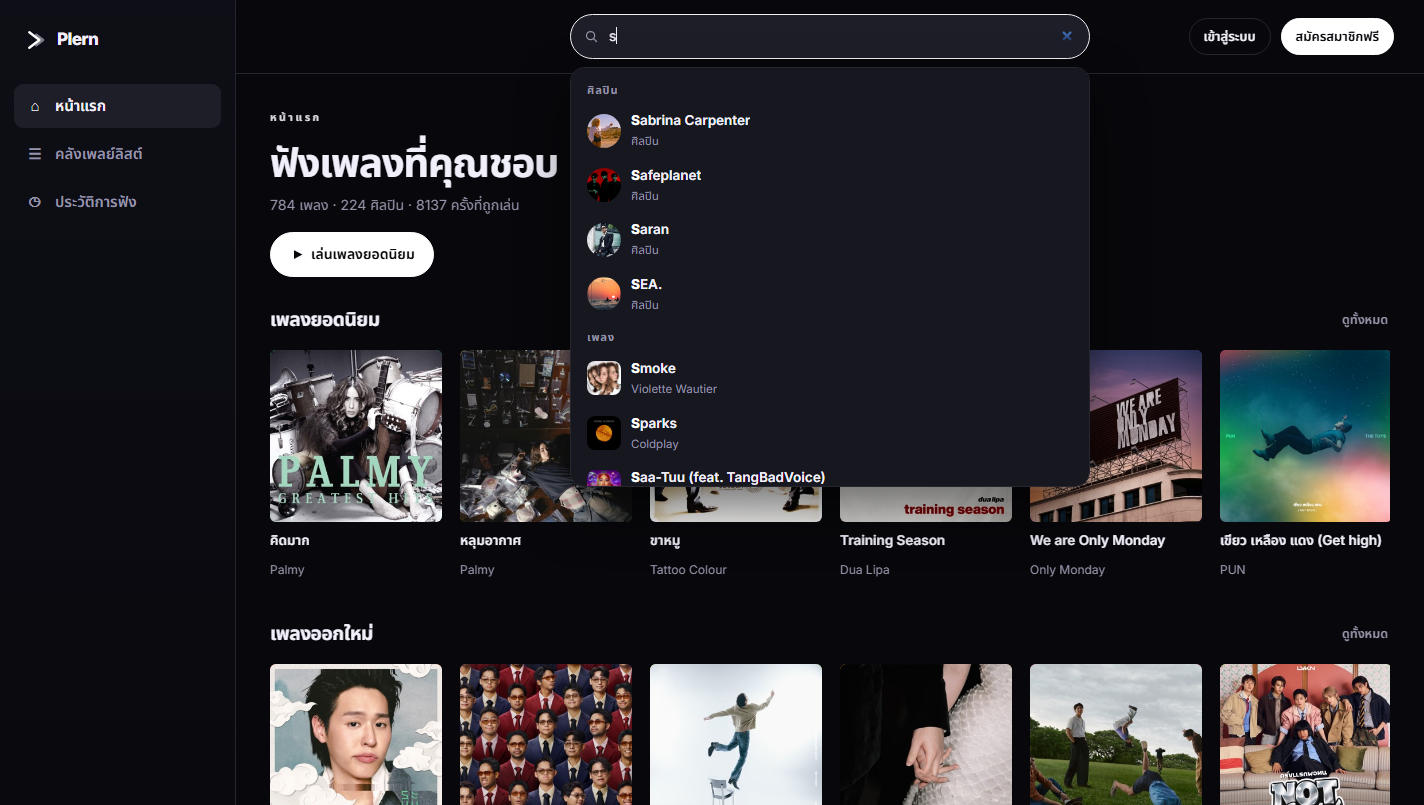 Plern
s
เข้าสู่ระบบ
สมัครสมาชิกฟรี
หน้าแรก
คลังเพลย์ลิสต์
ประวัติการฟัง
หน้าแรก
ฟังเพลงที่คุณชอบ
784 เพลง · 224 ศิลปิน · 8137 ครั้งที่ถูกเล่น
เล่นเพลงยอดนิยม
ศิลปิน
Sabrina Carpenter
ศิลปิน
Safeplanet
ศิลปิน
Saran
ศิลปิน
SEA.
ศิลปิน
เพลง
Smoke
Violette Wautier
Sparks
Coldplay
Saa-Tuu (feat. TangBadVoice)
เพลงยอดนิยม
ดูทั้งหมด
PALMY
GREATEST HITS
dua lipa
training season
WE ARE
ONLY
MONDAY
PUN
THE TOYS
คิดมาก
Palmy
หลุมอากาศ
Palmy
ขาหมู
Tattoo Colour
Training Season
Dua Lipa
We are Only Monday
Only Monday
เขียว เหลือง แดง (Get high)
PUN
เพลงออกใหม่
ดูทั้งหมด
LYKN
NOT